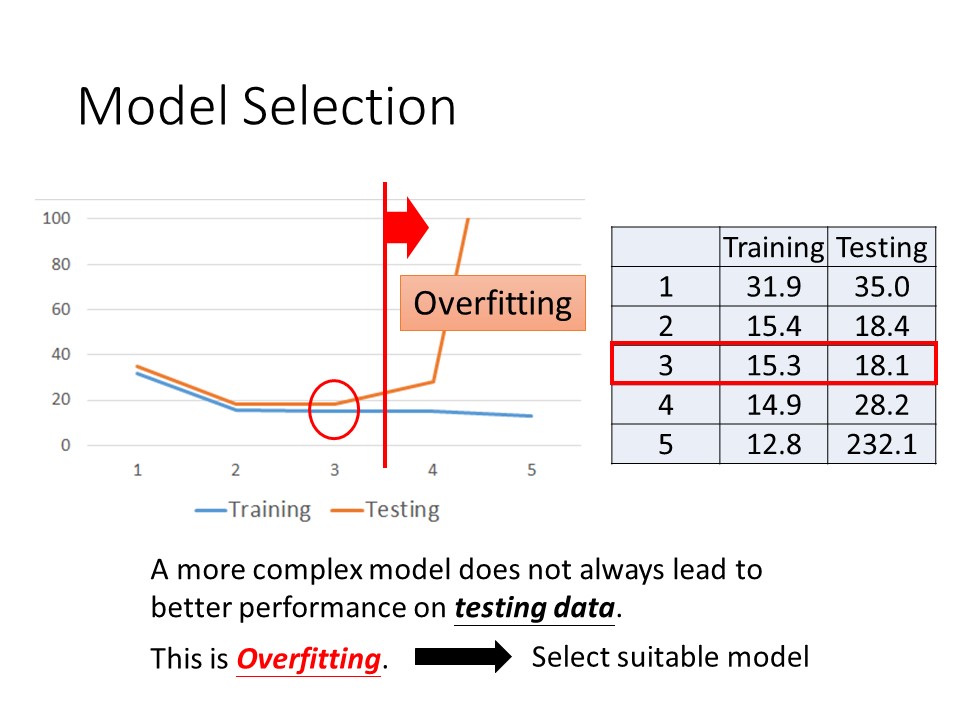 Model Selection
100
80
60
40
20
0
1 2 3 4 5
Training Testing
Overfitting
Training Testing
1 31.9 35.0
2 15.4 18.4
3 15.3 18.1
4 14.9 28.2
5 12.8 232.1
A more complex model does not always lead to
better performance on testing data.
This is Overfitting. Select suitable model